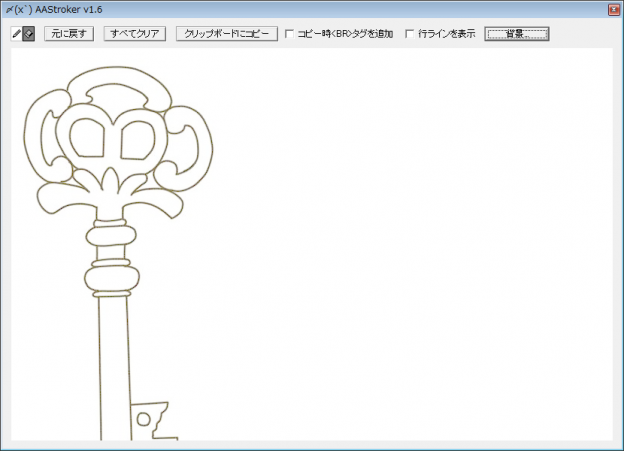 〆(x`) AAStroker v1.6
元に戻す すべてクリア クリップボードにコピー コピー時<BR>タグを追加 行ラインを表示 背景...